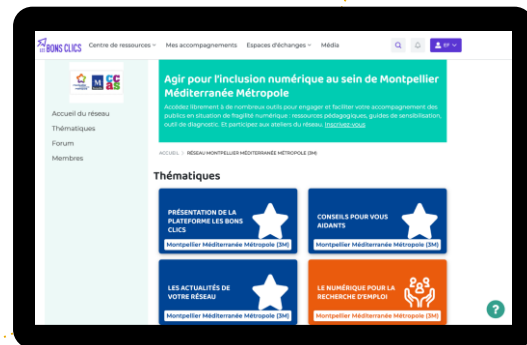 LES BONS CLICS
Centre de ressources
Mes accompagnements
Espaces d'échanges
Média
EF
M
CC
as
Accueil du réseau
Thématiques
Forum
Membres
Agir pour l'inclusion numérique au sein de Montpellier
Méditerranée Métropole
Accédez librement à de nombreux outils pour engager et faciliter votre accompagnement des
publics en situation de fragilité numérique : ressources pédagogiques, guides de sensibilisation,
outil de diagnostic. Et participez aux ateliers du réseau. Inscrivez-vous.
ACCUEIL > RÉSEAU MONTPELLIER MÉDITERRANÉE MÉTROPOLE (3M)
Thématiques
PRÉSENTATION DE LA
PLATEFORME LES BONS
CLICS
Montpellier Méditerranée Métropole (3M)
CONSEILS POUR VOUS
AIDANTS
Montpellier Méditerranée Métropole (3M)
LES ACTUALITÉS DE
VOTRE RÉSEAU
Montpellier Méditerranée Métropole (3M)
LE NUMÉRIQUE POUR LA
RECHERCHE D'EMPLOI
Montpellier Méditerranée Métropole (3M)
?